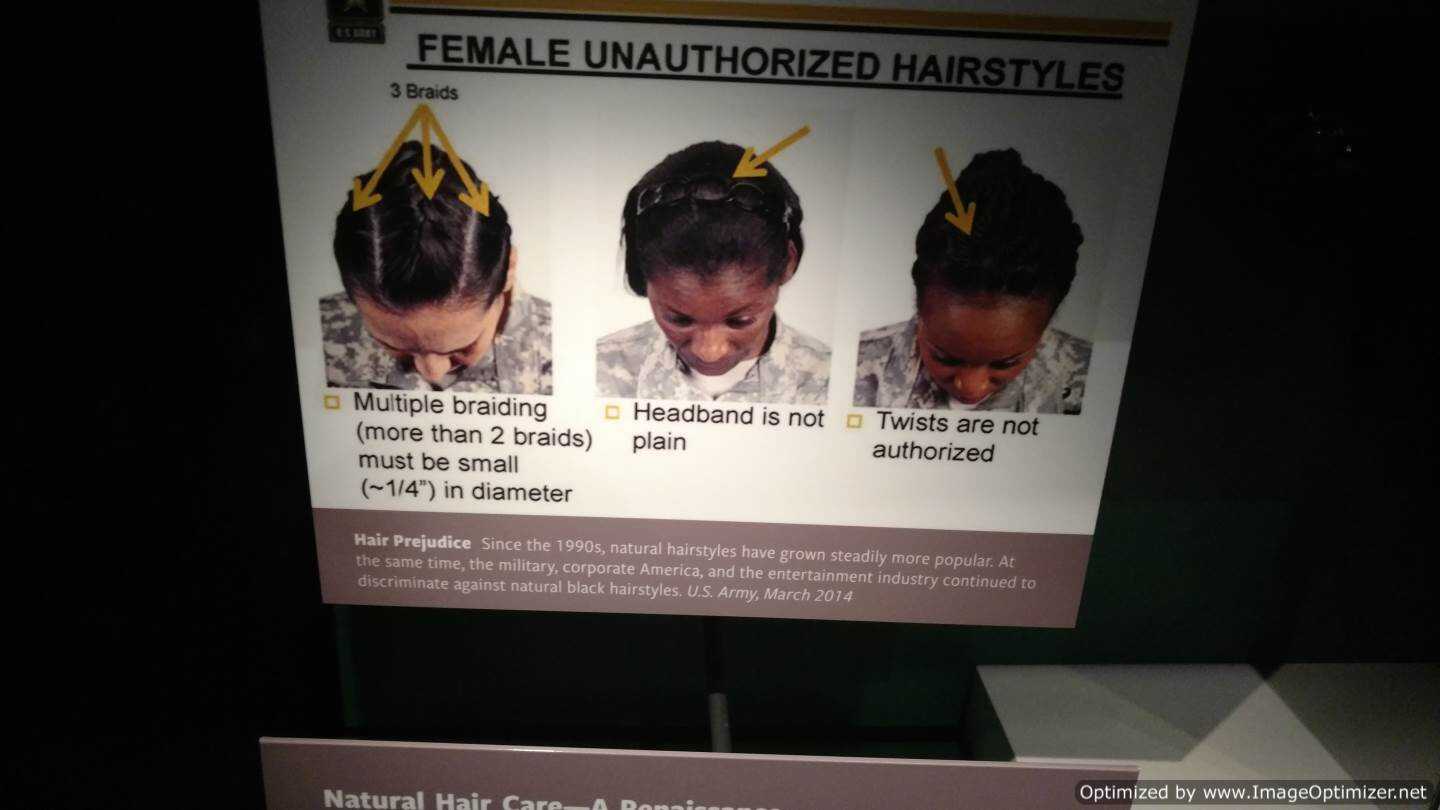 U.S. ARMY
FEMALE UNAUTHORIZED HAIRSTYLES
3 Braids
Multiple braiding
(more than 2 braids)
must be small
(~1/4") in diameter
Headband is not
plain
Twists are not
authorized
Hair Prejudice Since the 1990s, natural hairstyles have grown steadily more popular. At
the same time, the military, corporate America, and the entertainment industry continued to
discriminate against natural black hairstyles. U.S. Army, March 2014
Natural Hair Care—A Renaissance
Optimized by www.ImageOptimizer.net